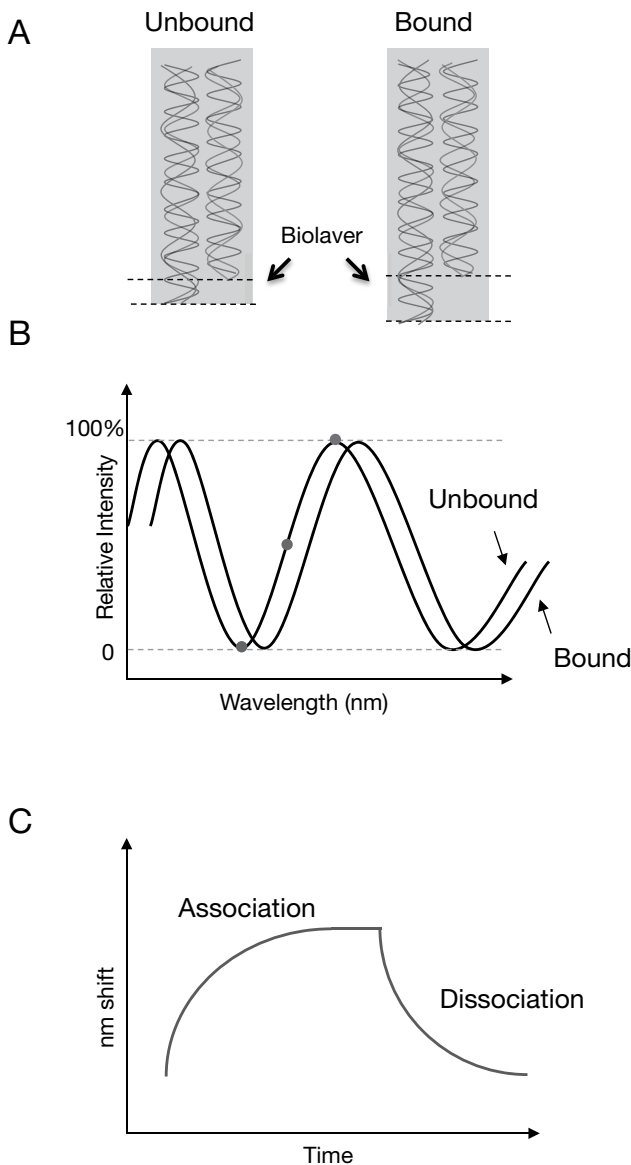 A
Unbound
Bound
Biolaver
B
100%
Relative Intensity
0
Unbound
Bound
Wavelength (nm)
C
Association
Dissociation
nm shift
Time